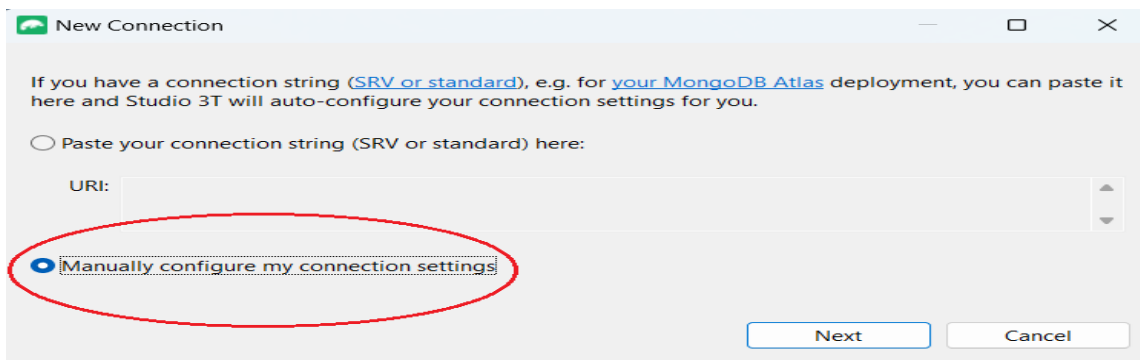 New Connection
If you have a connection string (SRV or standard), e.g. for your MongoDB Atlas deployment, you can paste it
here and Studio 3T will auto-configure your connection settings for you.
Paste your connection string (SRV or standard) here:
URI:
Manually configure my connection settings
Next Cancel